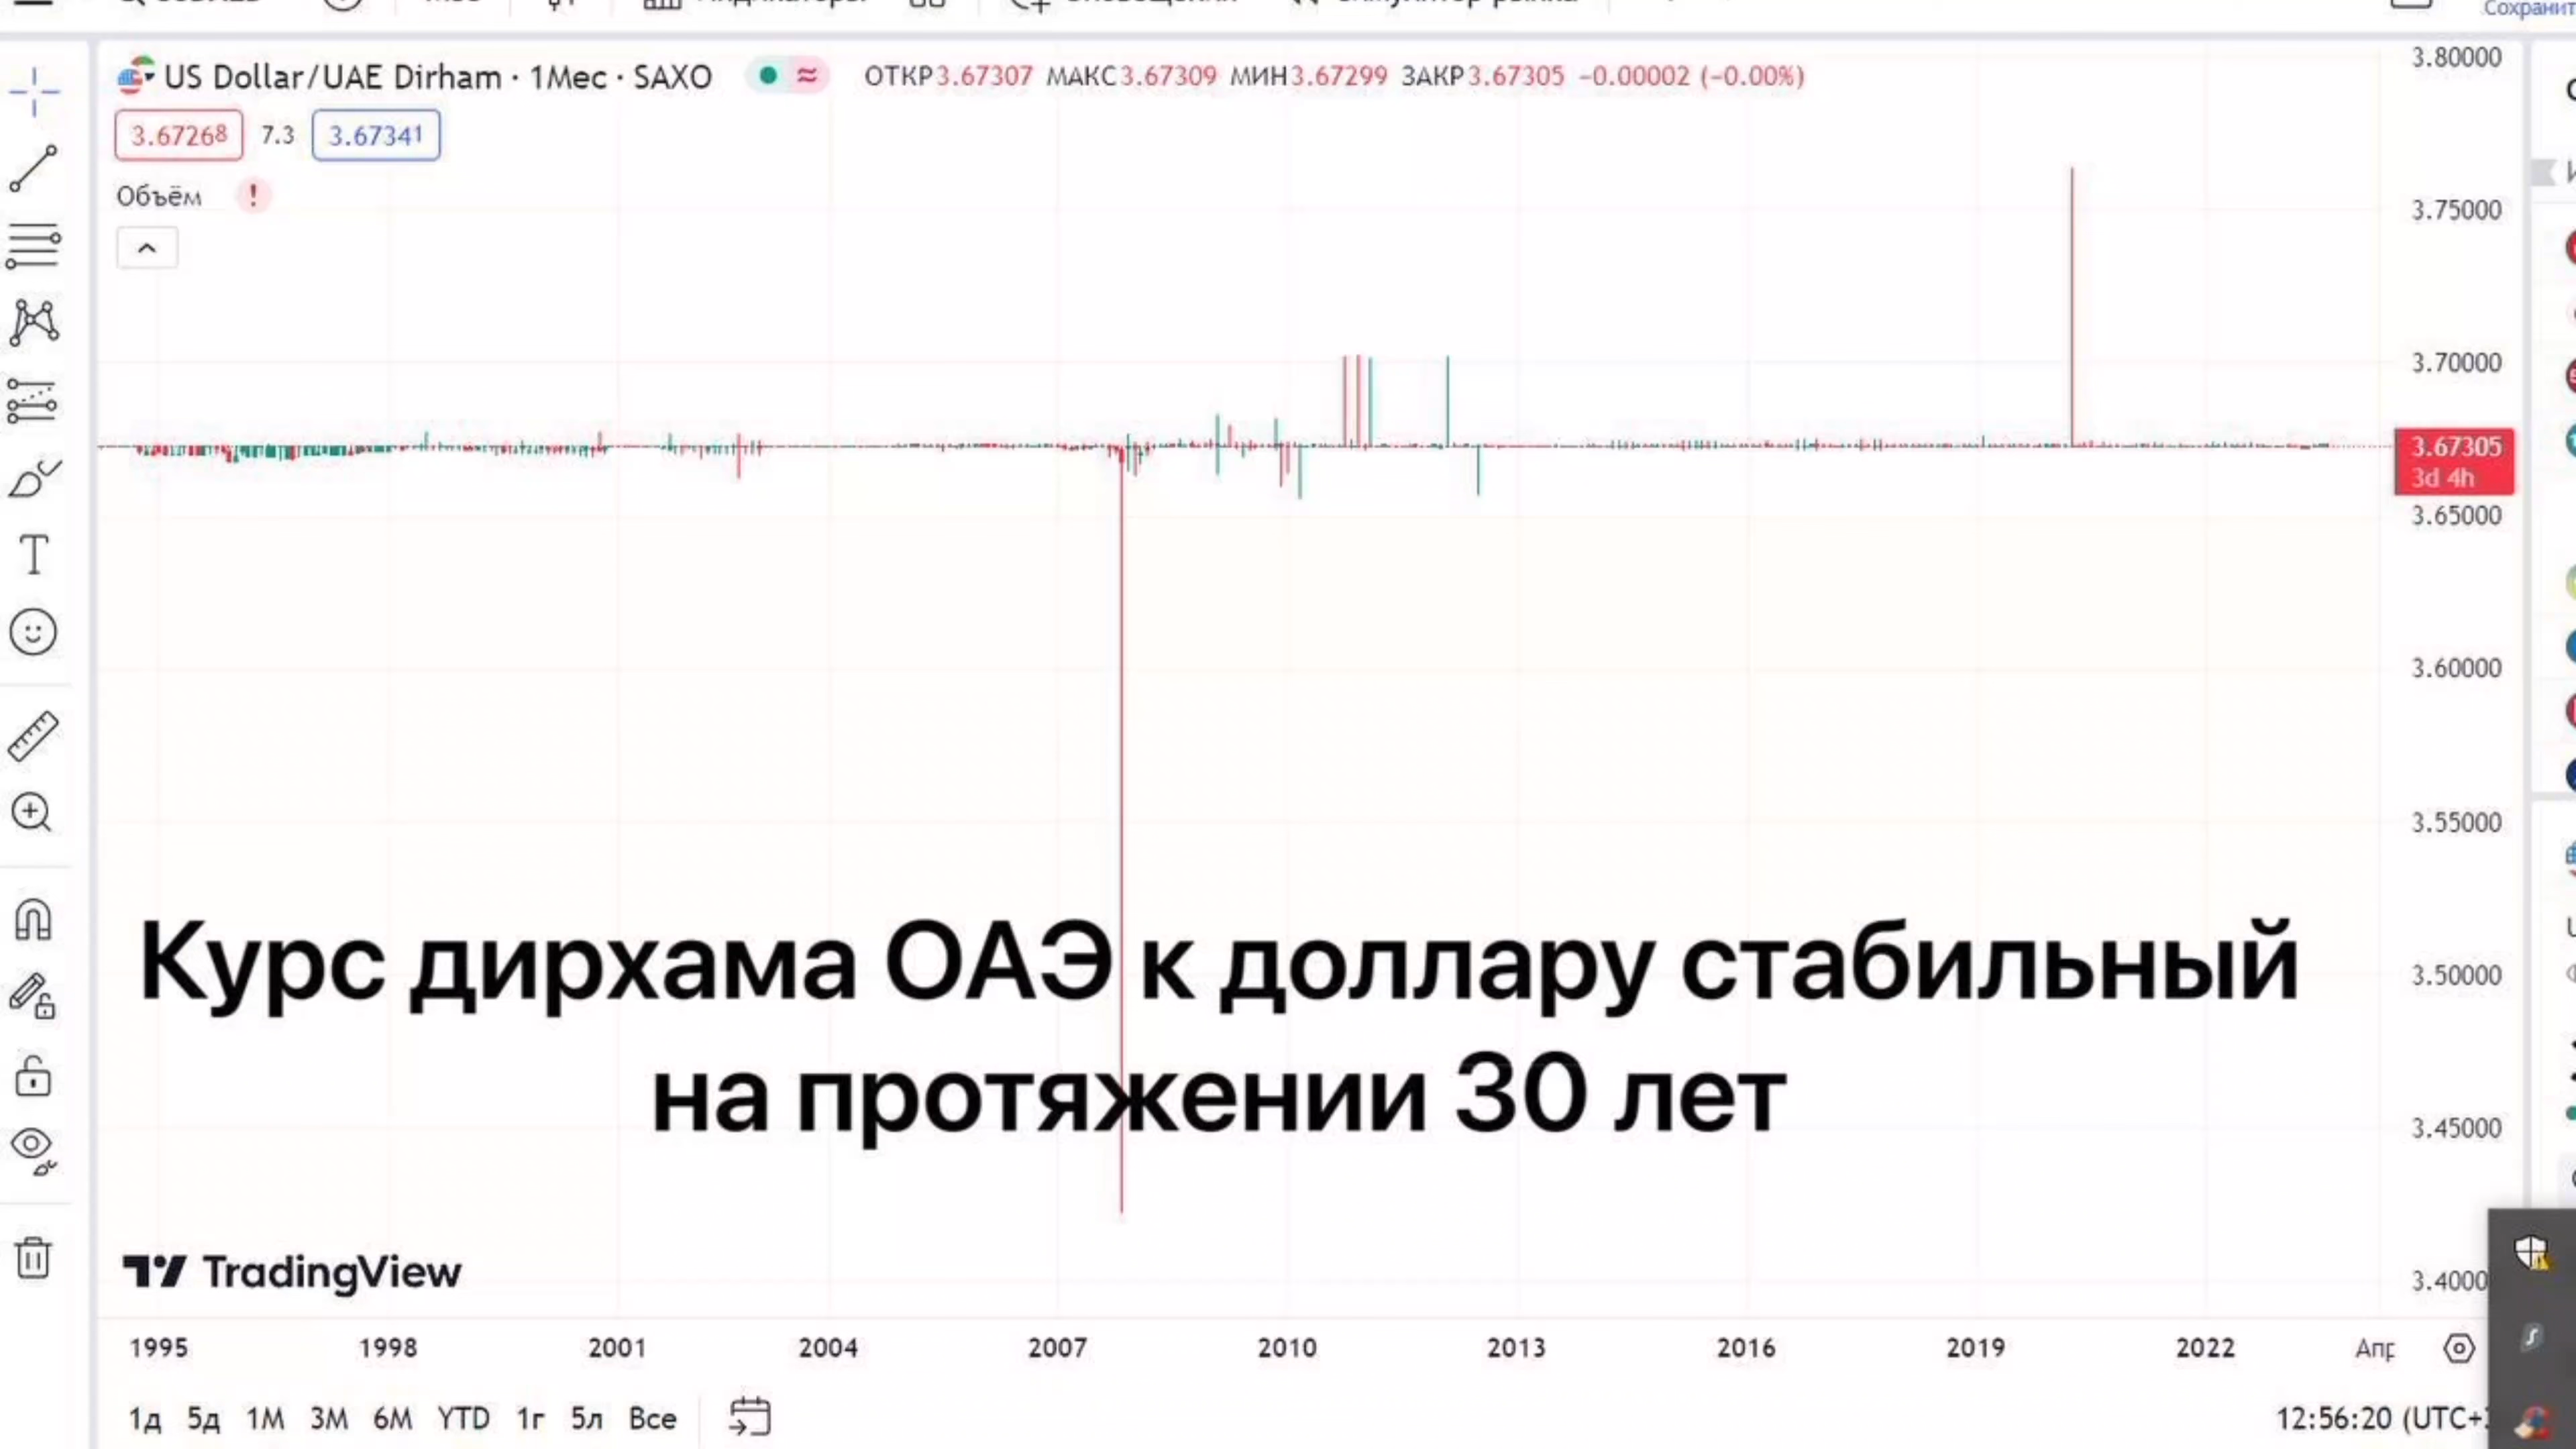 Сохранит
US Dollar/UAE Dirham · 1Мес · SAXO
ОТКР3.67307 МАКС3.67309 МИН3.67299 ЗАКР3.67305 −0.00002 (−0.00%)
3.67268 7.3 3.67341
Объём
3.80000
3.75000
3.70000
3.67305
3d 4h
3.65000
3.60000
3.55000
3.50000
3.45000
3.4000
Курс дирхама ОАЭ к доллару стабильный
на протяжении 30 лет
TradingView
1995 1998 2001 2004 2007 2010 2013 2016 2019 2022 Апр
1д 5д 1М 3М 6М YTD 1г 5л Все
12:56:20 (UTC+